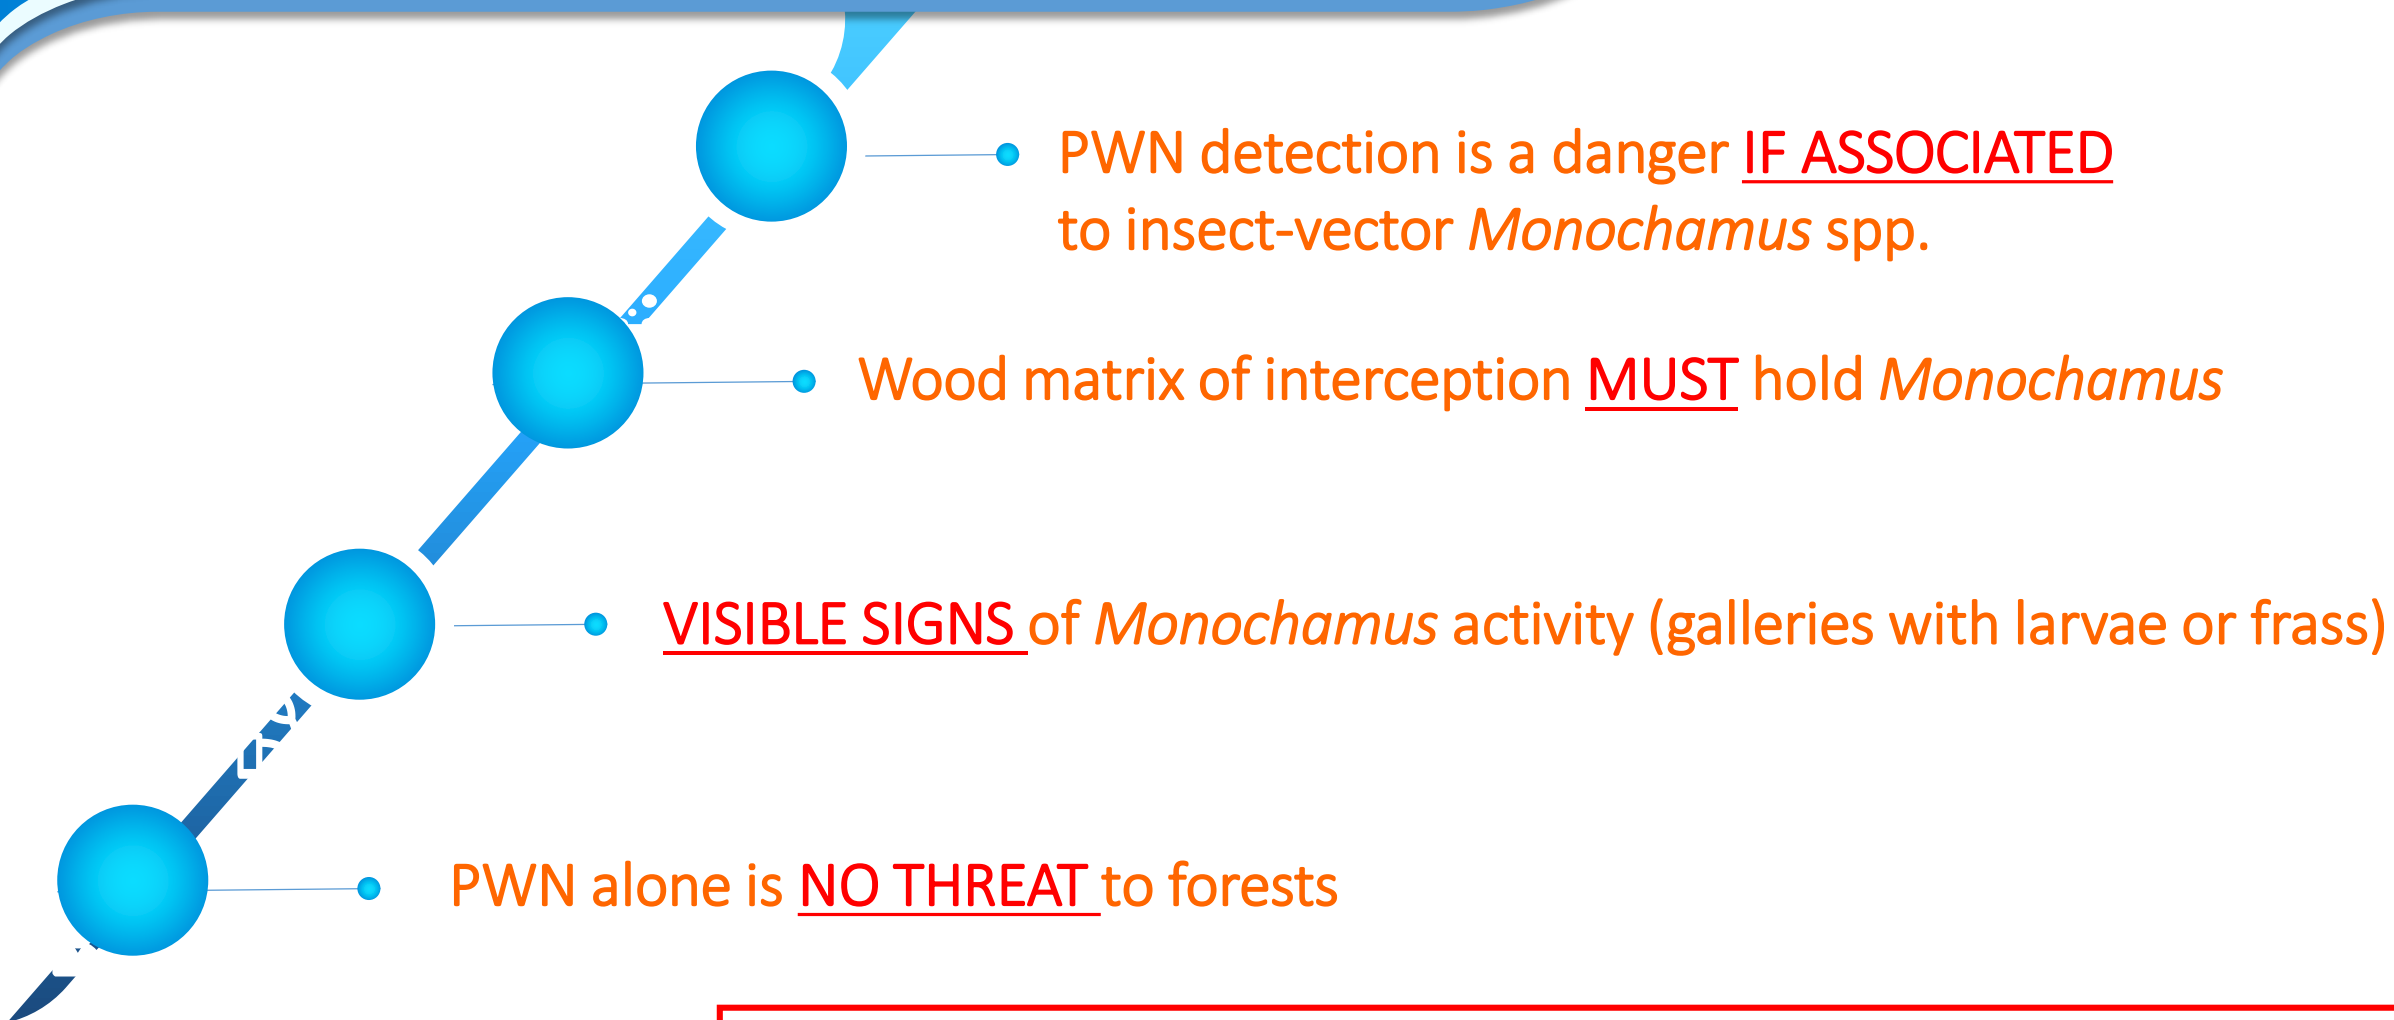 PWN detection is a danger IF ASSOCIATED
to insect-vector Monochamus spp.
Wood matrix of interception MUST hold Monochamus
VISIBLE SIGNS of Monochamus activity (galleries with larvae or frass)
PWN alone is NO THREAT to forests